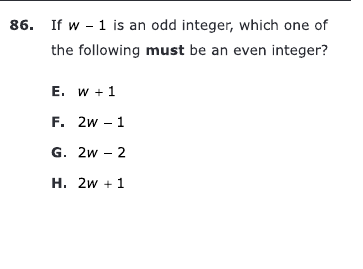 86. If w – 1 is an odd integer, which one of
the following must be an even integer?
E. w + 1
F. 2w – 1
G. 2w – 2
H. 2w + 1